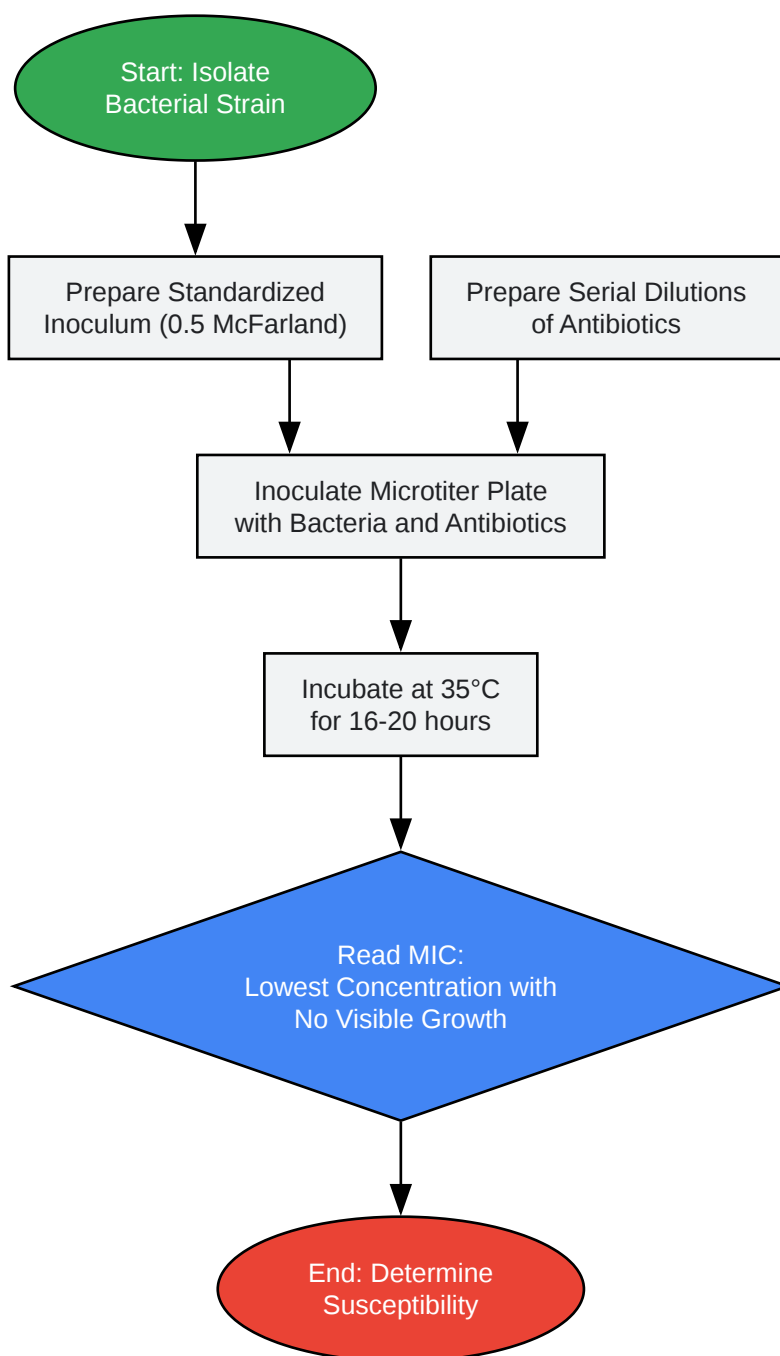 Start: Isolate
Bacterial Strain
Prepare Standardized
Inoculum (0.5 McFarland)
Prepare Serial Dilutions
of Antibiotics
Inoculate Microtiter Plate
with Bacteria and Antibiotics
Incubate at 35°C
for 16-20 hours
Read MIC:
Lowest Concentration with
No Visible Growth
End: Determine
Susceptibility